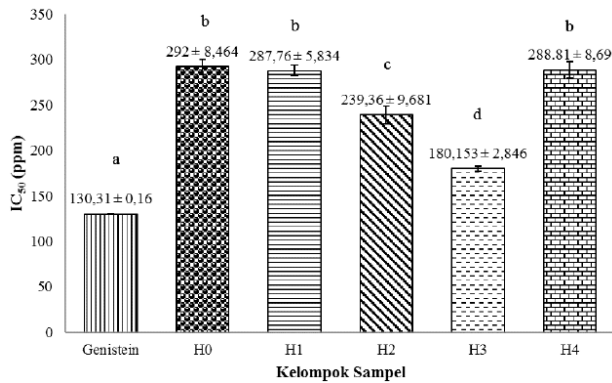 b
b
b
350
292 ± 8,464
287,76 ± 5,834
288.81 ± 8,69
300
c
239,36 ± 9,681
250
d
200
a
180,153 ± 2,846
150
130,31 ± 0,16
100
50
0
IC50 (ppm)
Genistein H0 H1 H2 H3 H4
Kelompok Sampel